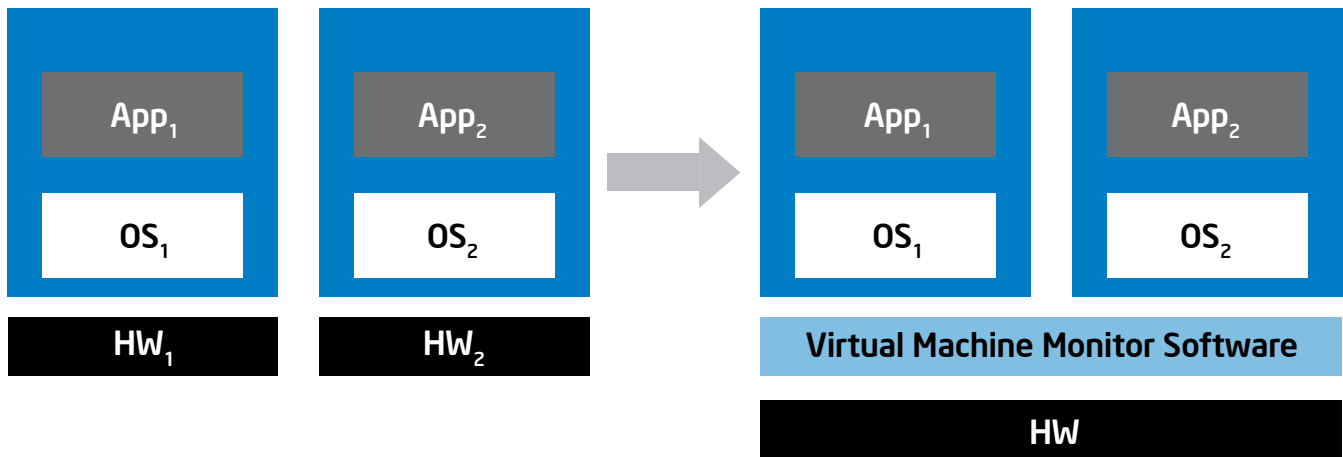 App₁ App₂ App₁ App₂
OS₁ OS₂ OS₁ OS₂
HW₁ HW₂ Virtual Machine Monitor Software
HW